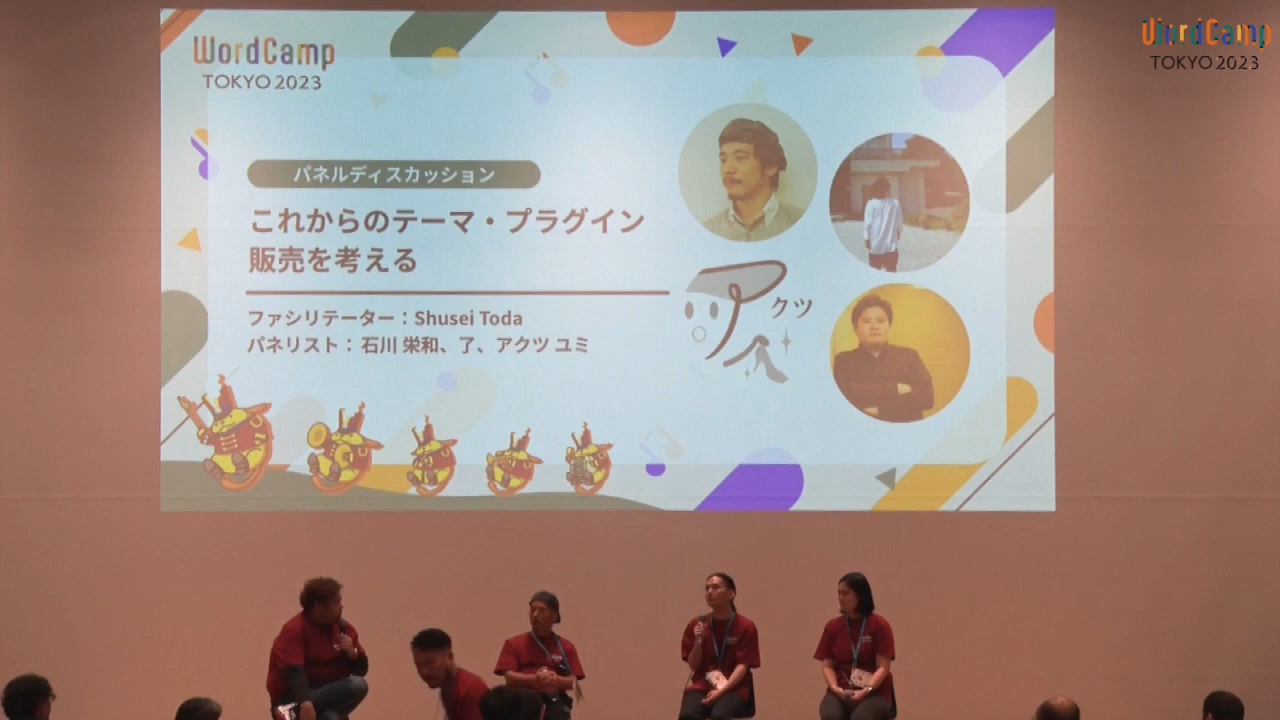 WordCamp
TOKYO 2023
パネルディスカッション
これからのテーマ・プラグイン
販売を考える
ファシリテーター：Shusei Toda
パネリスト： 石川 栄和、了、アクツ ユミ
アクツ
WordCamp
TOKYO 2023